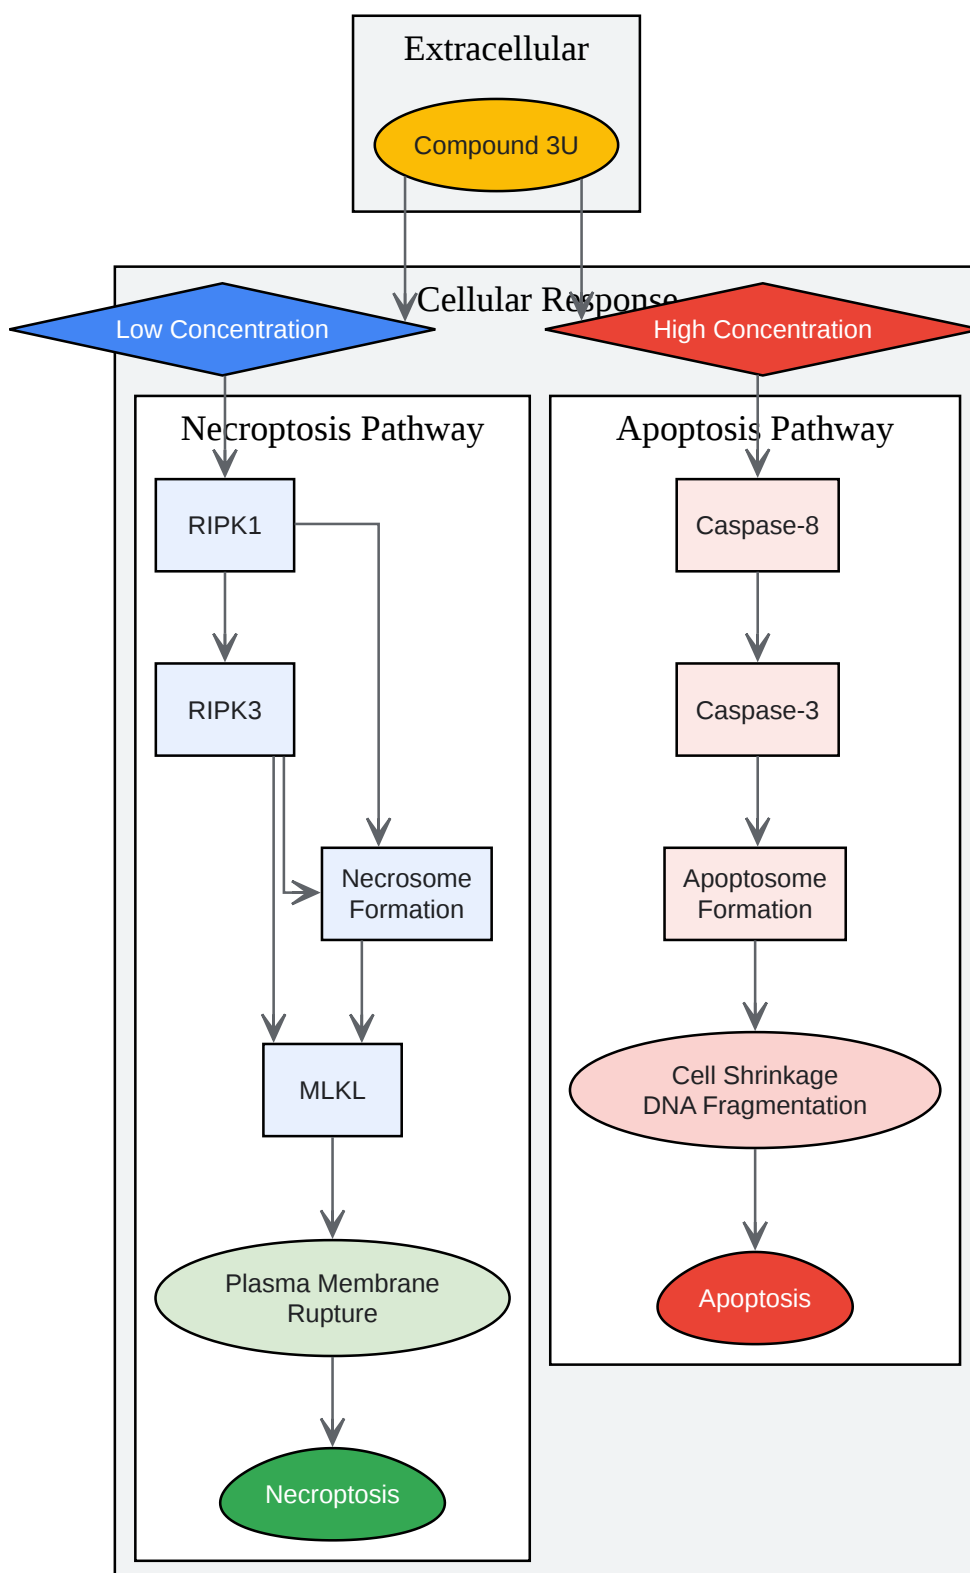 Extracellular
Compound 3U
Cellular Response
Low Concentration
High Concentration
Necroptosis Pathway
Apoptosis Pathway
RIPK1
Caspase-8
RIPK3
Caspase-3
Necrosome
Formation
Apoptosome
Formation
MLKL
Cell Shrinkage
DNA Fragmentation
Plasma Membrane
Rupture
Apoptosis
Necroptosis